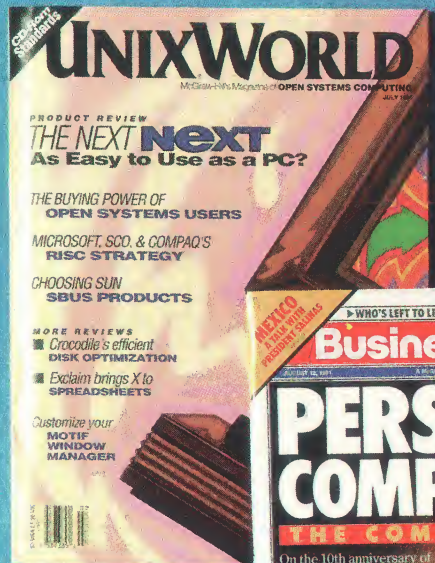 CD-Rom
Standards
UNIXWORLD
McGraw-Hill's Magazine of OPEN SYSTEMS COMPUTING
JULY
PRODUCT REVIEW
THE NEXT NeXT
As Easy to Use as a PC?
THE BUYING POWER OF
OPEN SYSTEMS USERS
MICROSOFT, SCO, & COMPAQ'S
RISC STRATEGY
CHOOSING SUN
SBUS PRODUCTS
MORE REVIEWS
Crocodile's efficient
DISK OPTIMIZATION
Exclaim brings X to
SPREADSHEETS
Customize your
MOTIF
WINDOW
MANAGER
MEXICO
A TALK WITH
PRESIDENT SALINAS
WHO'S LEFT TO
Busine
PERS
COMP
THE COM
On the 10th anniversary of